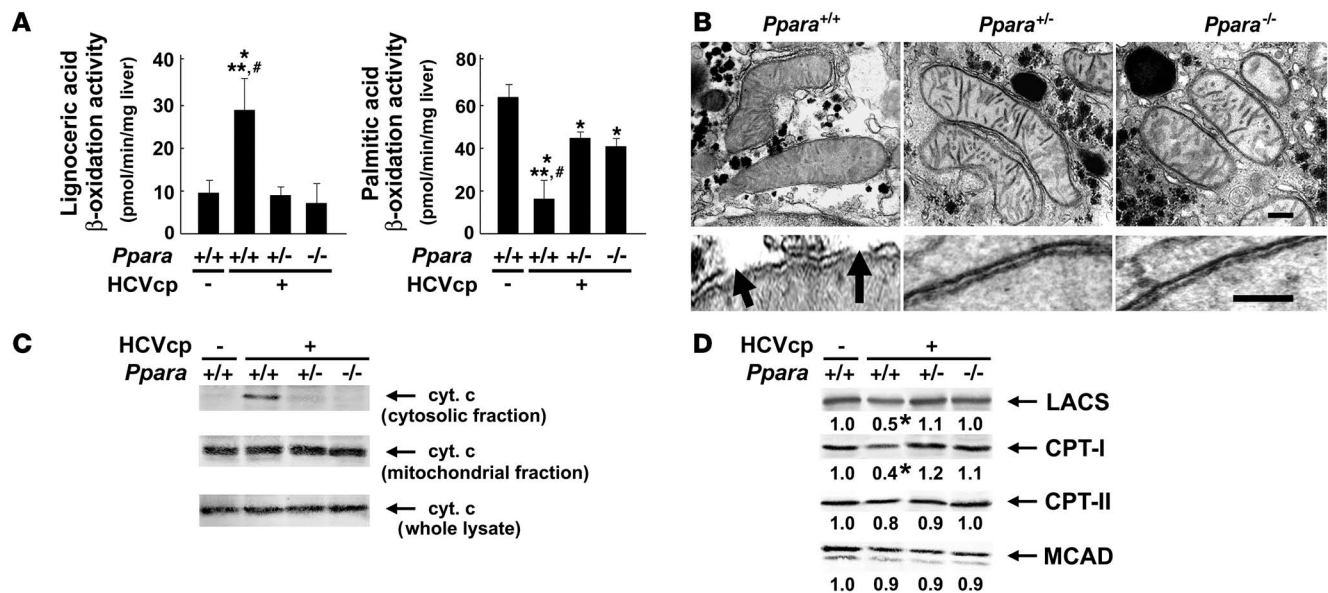 A
Lignoceric acid
β-oxidation activity
(pmol/min/mg liver)
40
30
20
10
0
*
**,#
Ppara +/+ +/+ +/- -/-
HCVcp - +
Palmitic acid
β-oxidation activity
(pmol/min/mg liver)
80
60
40
20
0
*
**,#
*
*
+/+ +/+ +/- -/-
- +
B
Ppara+/+ Ppara+/- Ppara-/-
C
HCVcp - +
Ppara +/+ +/+ +/- -/-
cyt. c
(cytosolic fraction)
cyt. c
(mitochondrial fraction)
cyt. c
(whole lysate)
D
HCVcp - +
Ppara +/+ +/+ +/- -/-
LACS
1.0 0.5* 1.1 1.0
CPT-I
1.0 0.4* 1.2 1.1
CPT-II
1.0 0.8 0.9 1.0
MCAD
1.0 0.9 0.9 0.9